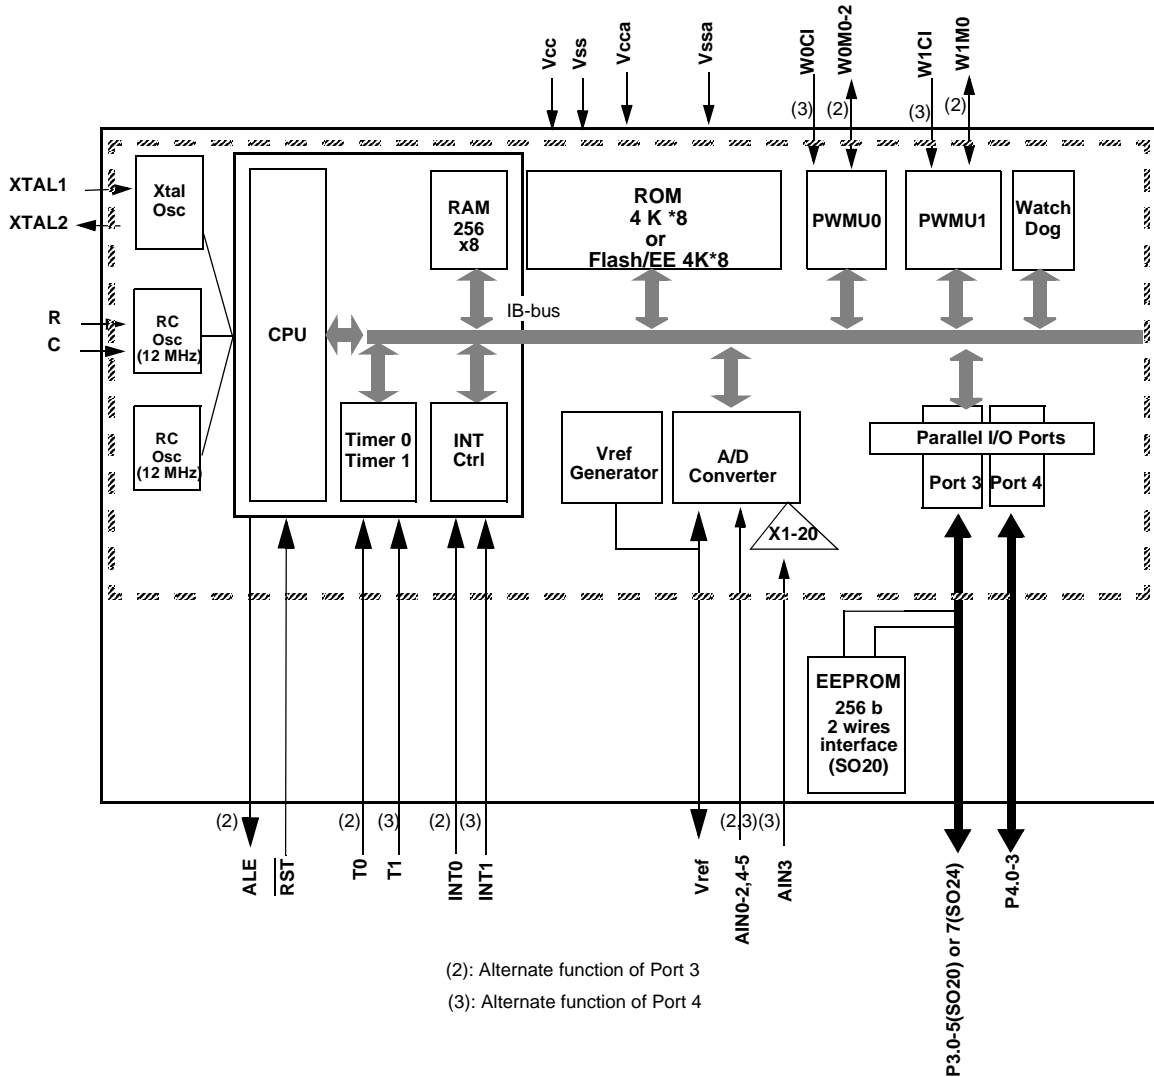 Vcc
Vss
Vcca
Vssa
W0CI
W0M0-2
W1CI
W1M0
(3)
(2)
(3)
(2)
XTAL1
XTAL2
Xtal
Osc
R
C
RC
Osc
(12 MHz)
RC
Osc
(12 MHz)
CPU
RAM
256
x8
ROM
4 K *8
or
Flash/EE 4K*8
PWMU0
PWMU1
Watch
Dog
IB-bus
Timer 0
Timer 1
INT
Ctrl
Vref
Generator
A/D
Converter
X1-20
Parallel I/O Ports
Port 3
Port 4
EEPROM
256 b
2 wires
interface
(SO20)
(2)
(2)
(3)
(2)
(3)
(2,3)
(3)
ALE
RST
T0
T1
INT0
INT1
Vref
AIN0-2,4-5
AIN3
P3.0-5(SO20) or 7(SO24)
P4.0-3
(2): Alternate function of Port 3
(3): Alternate function of Port 4